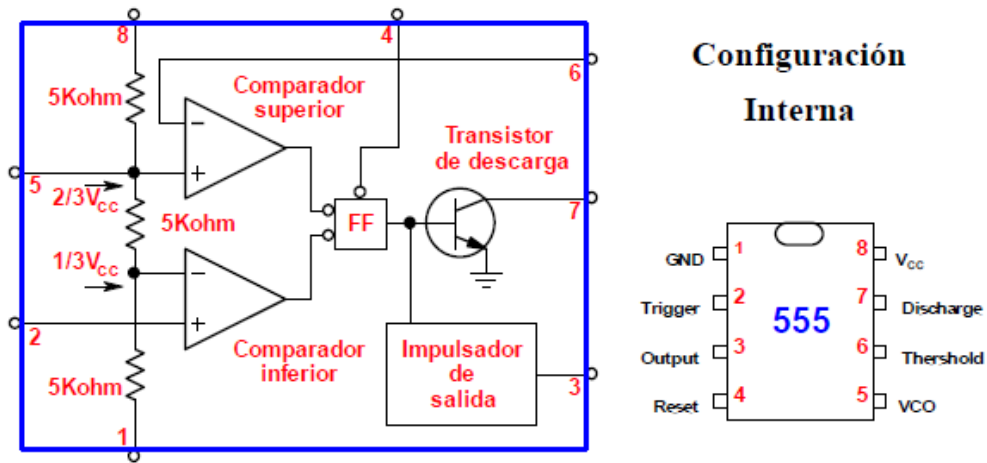 8
4
6
5Kohm
Comparador
superior
Transistor
de descarga
5
2/3Vcc
5Kohm
FF
7
1/3Vcc
2
Comparador
inferior
Impulsador
de
salida
3
5Kohm
1
Configuración
Interna
GND 1 8 Vcc
Trigger 2 7 Discharge
555
Output 3 6 Thershold
Reset 4 5 VCO